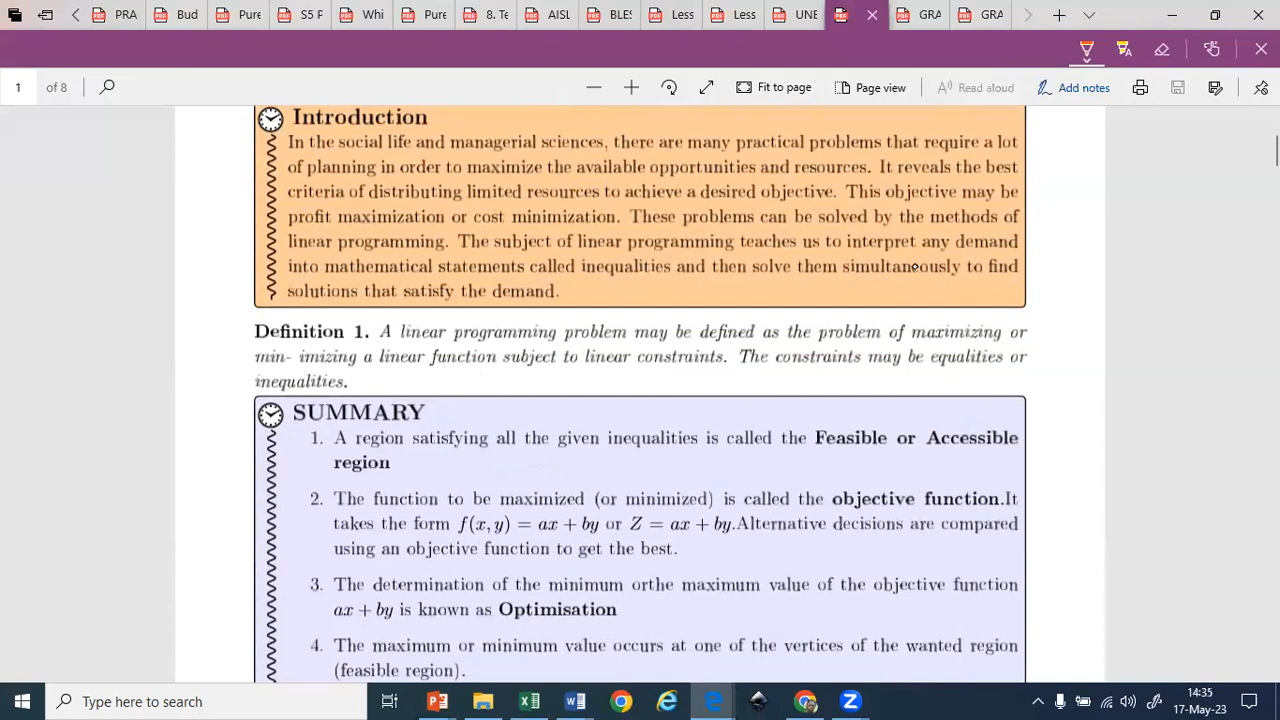 PRA
Bud
Pure
S5 P
Whi
Pure
8. Te
AISL
BLES
Less
Less
UNE
GRA
GRA
1 of 8
Fit to page
Page view
Read aloud
Add notes
Introduction
In the social life and managerial sciences, there are many practical problems that require a lot
of planning in order to maximize the available opportunities and resources. It reveals the best
criteria of distributing limited resources to achieve a desired objective. This objective may be
profit maximization or cost minimization. These problems can be solved by the methods of
linear programming. The subject of linear programming teaches us to interpret any demand
into mathematical statements called inequalities and then solve them simultaneously to find
solutions that satisfy the demand.
Definition 1. A linear programming problem may be defined as the problem of maximizing or
min- imizing a linear function subject to linear constraints. The constraints may be equalities or
inequalities.
SUMMARY
1. A region satisfying all the given inequalities is called the Feasible or Accessible
region
2. The function to be maximized (or minimized) is called the objective function.It
takes the form f(x, y) = ax + by or Z = ax + by.Alternative decisions are compared
using an objective function to get the best.
3. The determination of the minimum orthe maximum value of the objective function
ax + by is known as Optimisation
4. The maximum or minimum value occurs at one of the vertices of the wanted region
(feasible region).
Type here to search
14:35
17-May-23